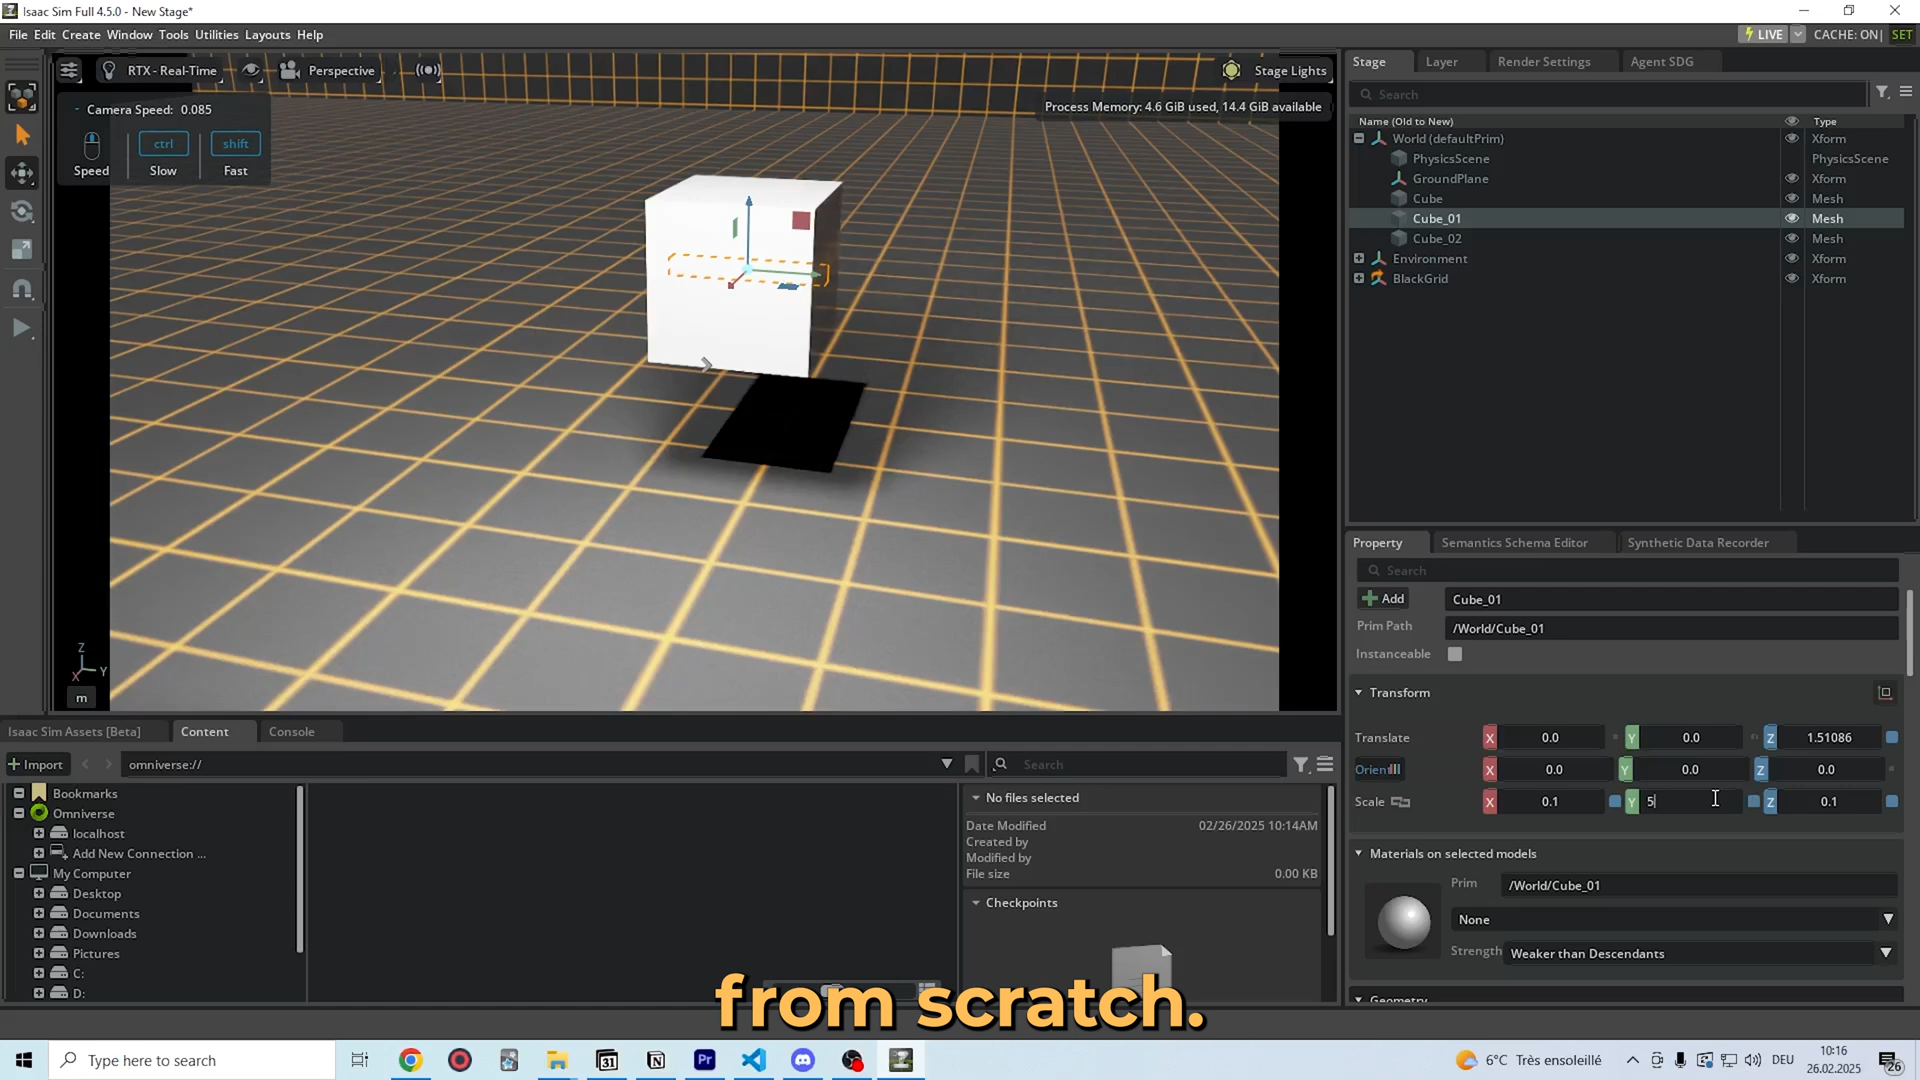 Isaac Sim Full 4.5.0 - New Stage*
File Edit Create Window Tools Utilities Layouts Help
LIVE CACHE: ON| SET
RTX - Real-Time Perspective Stage Lights
Camera Speed: 0.085
ctrl shift
Speed Slow Fast
Process Memory: 4.6 GiB used, 14.4 GiB available
Z
X Y
m
Stage Layer Render Settings Agent SDG
Search
Name (Old to New) Type
World (defaultPrim) Xform
PhysicsScene PhysicsScene
GroundPlane Xform
Cube Mesh
Cube_01 Mesh
Cube_02 Mesh
Environment Xform
BlackGrid Xform
Property Semantics Schema Editor Synthetic Data Recorder
Search
Add Cube_01
Prim Path /World/Cube_01
Instanceable
Transform
Translate X 0.0 Y 0.0 Z 1.51086
Orient X 0.0 Y 0.0 Z 0.0
Scale X 0.1 Y 5 Z 0.1
Materials on selected models
Prim /World/Cube_01
None
Strength Weaker than Descendants
Geometry
Isaac Sim Assets [Beta] Content Console
Import omniverse:// Search
Bookmarks
Omniverse
localhost
Add New Connection ...
My Computer
Desktop
Documents
Downloads
Pictures
C:
D:
No files selected
Date Modified 02/26/2025 10:14AM
Created by
Modified by
File size 0.00 KB
Checkpoints
from scratch.
Type here to search
31
N
Pr
6°C Très ensoleillé DEU
10:16
26.02.2025
26